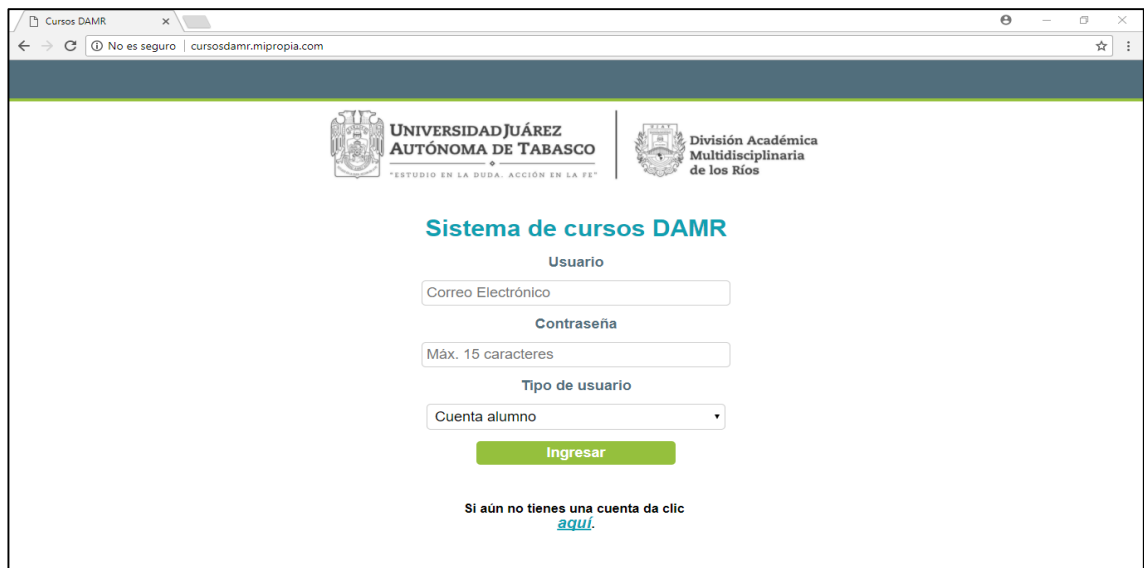 Cursos DAMR
No es seguro | cursosdamr.mipropia.com
UNIVERSIDAD JUÁREZ
AUTÓNOMA DE TABASCO
"ESTUDIO EN LA DUDA. ACCIÓN EN LA FE"
División Académica
Multidisciplinaria
de los Ríos
Sistema de cursos DAMR
Usuario
Correo Electrónico
Contraseña
Máx. 15 caracteres
Tipo de usuario
Cuenta alumno
Ingresar
Si aún no tienes una cuenta da clic
aquí.